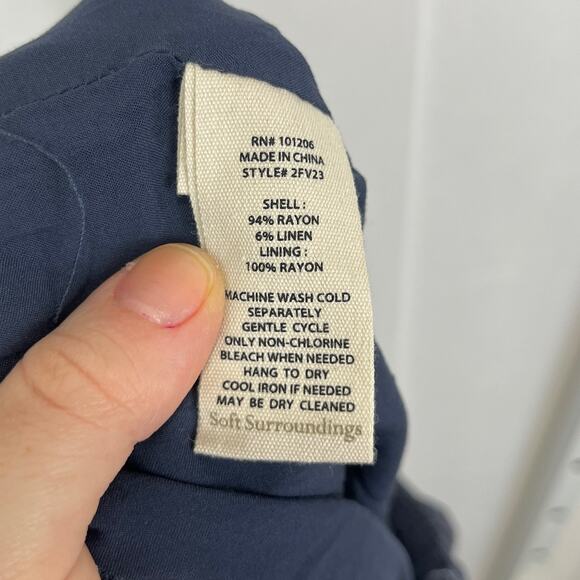 RN# 101206
MADE IN CHINA
STYLE# 2FV23
SHELL :
94% RAYON
6% LINEN
LINING :
100% RAYON
MACHINE WASH COLD
SEPARATELY
GENTLE CYCLE
ONLY NON-CHLORINE
BLEACH WHEN NEEDED
HANG TO DRY
COOL IRON IF NEEDED
MAY BE DRY CLEANED
Soft Surroundings